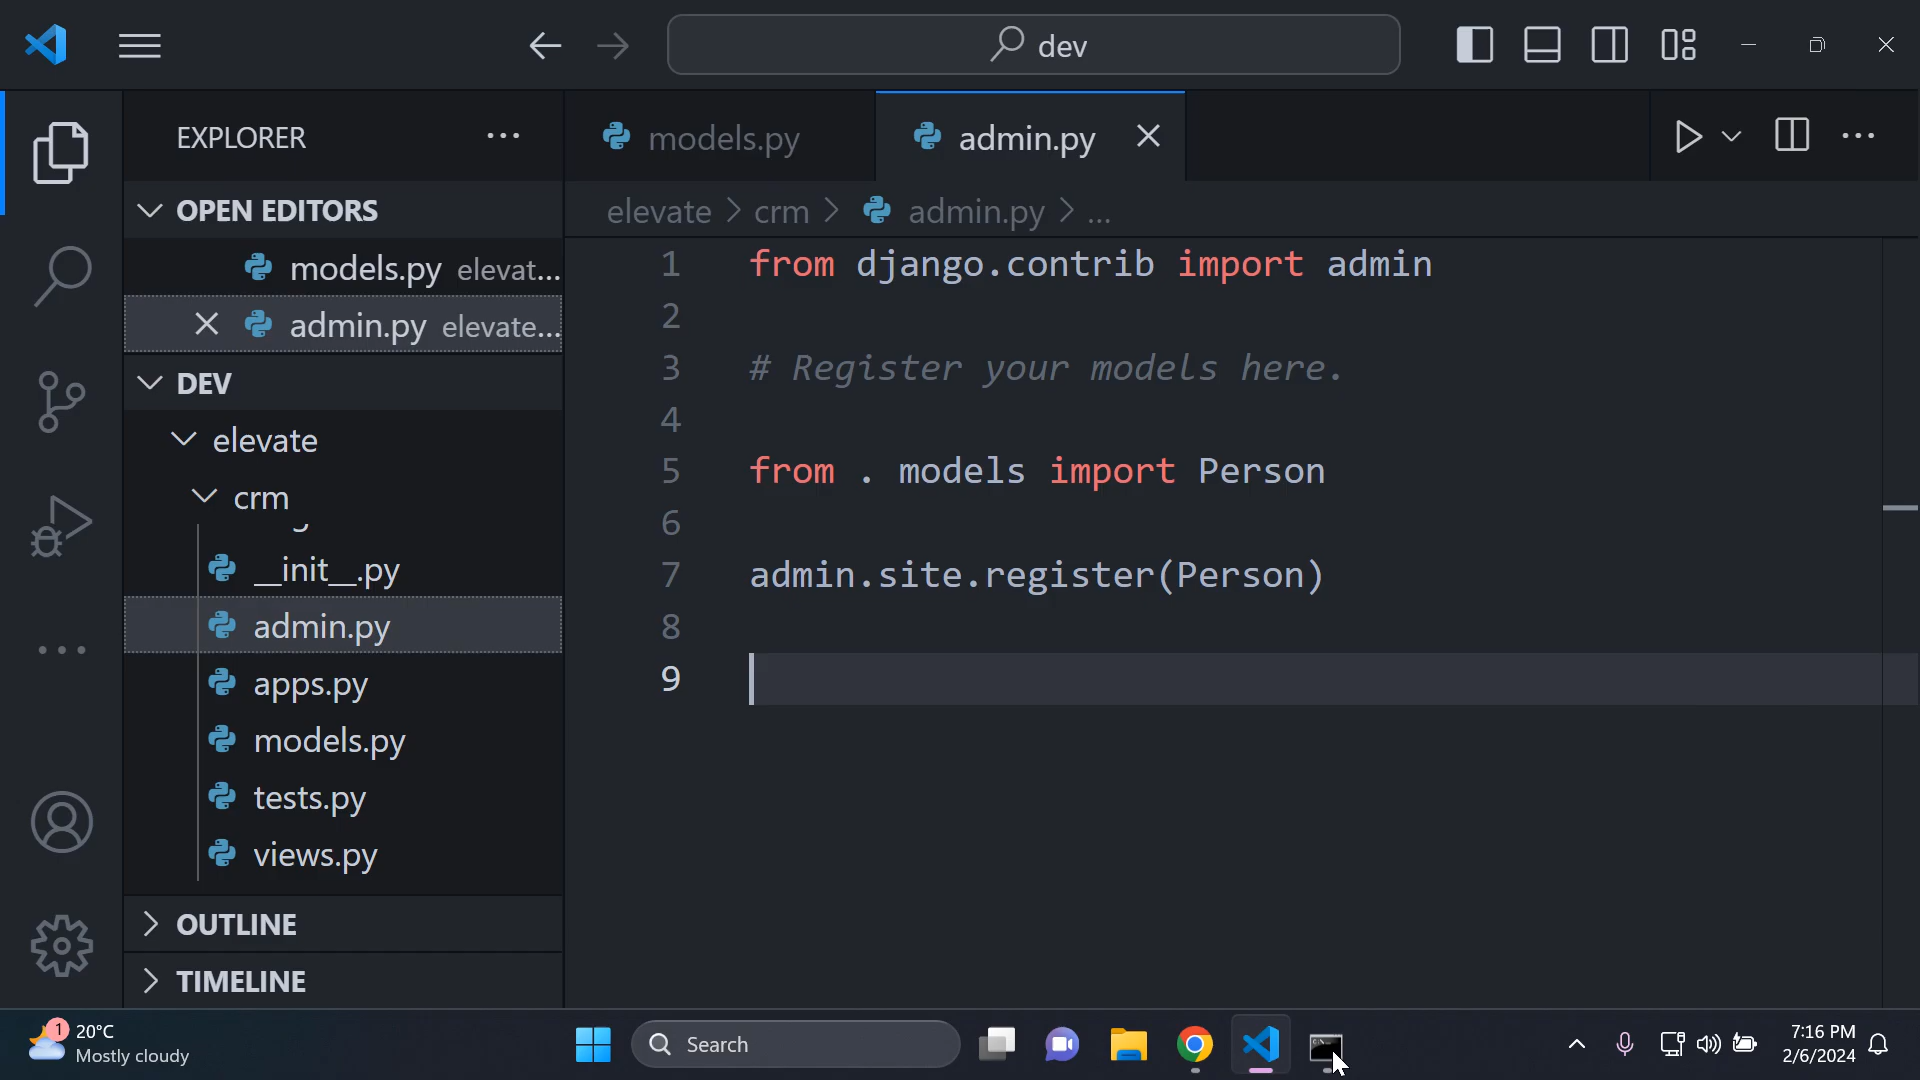 dev
EXPLORER
models.py
admin.py
OPEN EDITORS
models.py elevat...
admin.py elevate...
DEV
elevate
crm
__init__.py
admin.py
apps.py
models.py
tests.py
views.py
OUTLINE
TIMELINE
elevate > crm > admin.py > ...
1 from django.contrib import admin
2
3 # Register your models here.
4
5 from . models import Person
6
7 admin.site.register(Person)
8
9
1
20°C
Mostly cloudy
Search
7:16 PM
2/6/2024